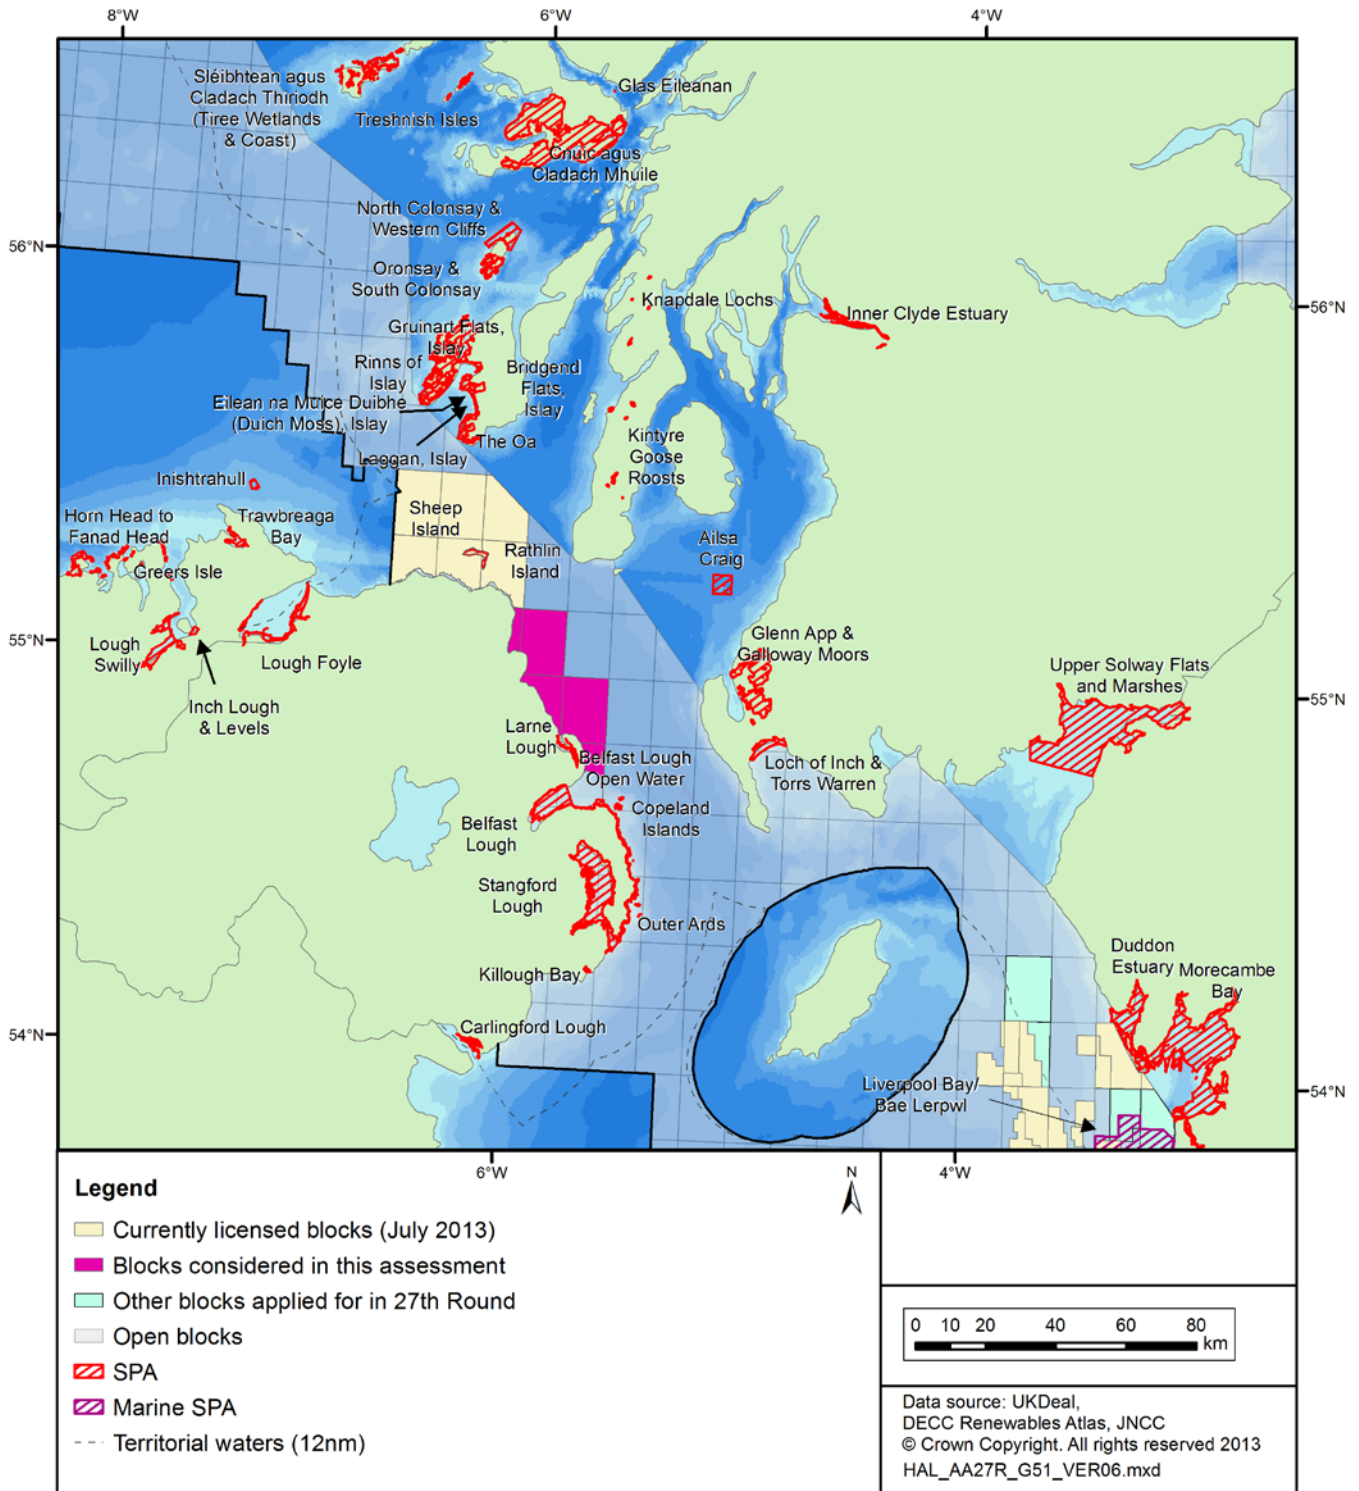 8°W
6°W
4°W
56°N
55°N
54°N
56°N
55°N
54°N
6°W
4°W
Sléibhtean agus
Cladach Thiriodh
(Tiree Wetlands
& Coast)
Treshnish Isles
Glas Eileanan
Cnuic agus
Cladach Mhuile
North Colonsay &
Western Cliffs
Oronsay &
South Colonsay
Knapdale Lochs
Inner Clyde Estuary
Gruinart Flats,
Islay
Rinns of
Islay
Bridgend
Flats,
Islay
Eilean na Muice Duibhe
(Duich Moss), Islay
The Oa
Laggan, Islay
Kintyre
Goose
Roosts
Inishtrahull
Horn Head to
Fanad Head
Trawbreaga
Bay
Greers Isle
Sheep
Island
Rathlin
Island
Ailsa
Craig
Lough
Swilly
Lough Foyle
Inch Lough
& Levels
Glenn App &
Galloway Moors
Upper Solway Flats
and Marshes
Larne
Lough
Belfast Lough
Open Water
Loch of Inch &
Torrs Warren
Copeland
Islands
Belfast
Lough
Stangford
Lough
Outer Ards
Killough Bay
Carlingford Lough
Duddon
Estuary
Morecambe
Bay
Liverpool Bay/
Bae Lerpwl
Legend
Currently licensed blocks (July 2013)
Blocks considered in this assessment
Other blocks applied for in 27th Round
Open blocks
SPA
Marine SPA
Territorial waters (12nm)
N
0 10 20 40 60 80
km
Data source: UKDeal,
DECC Renewables Atlas, JNCC
© Crown Copyright. All rights reserved 2013
HAL_AA27R_G51_VER06.mxd